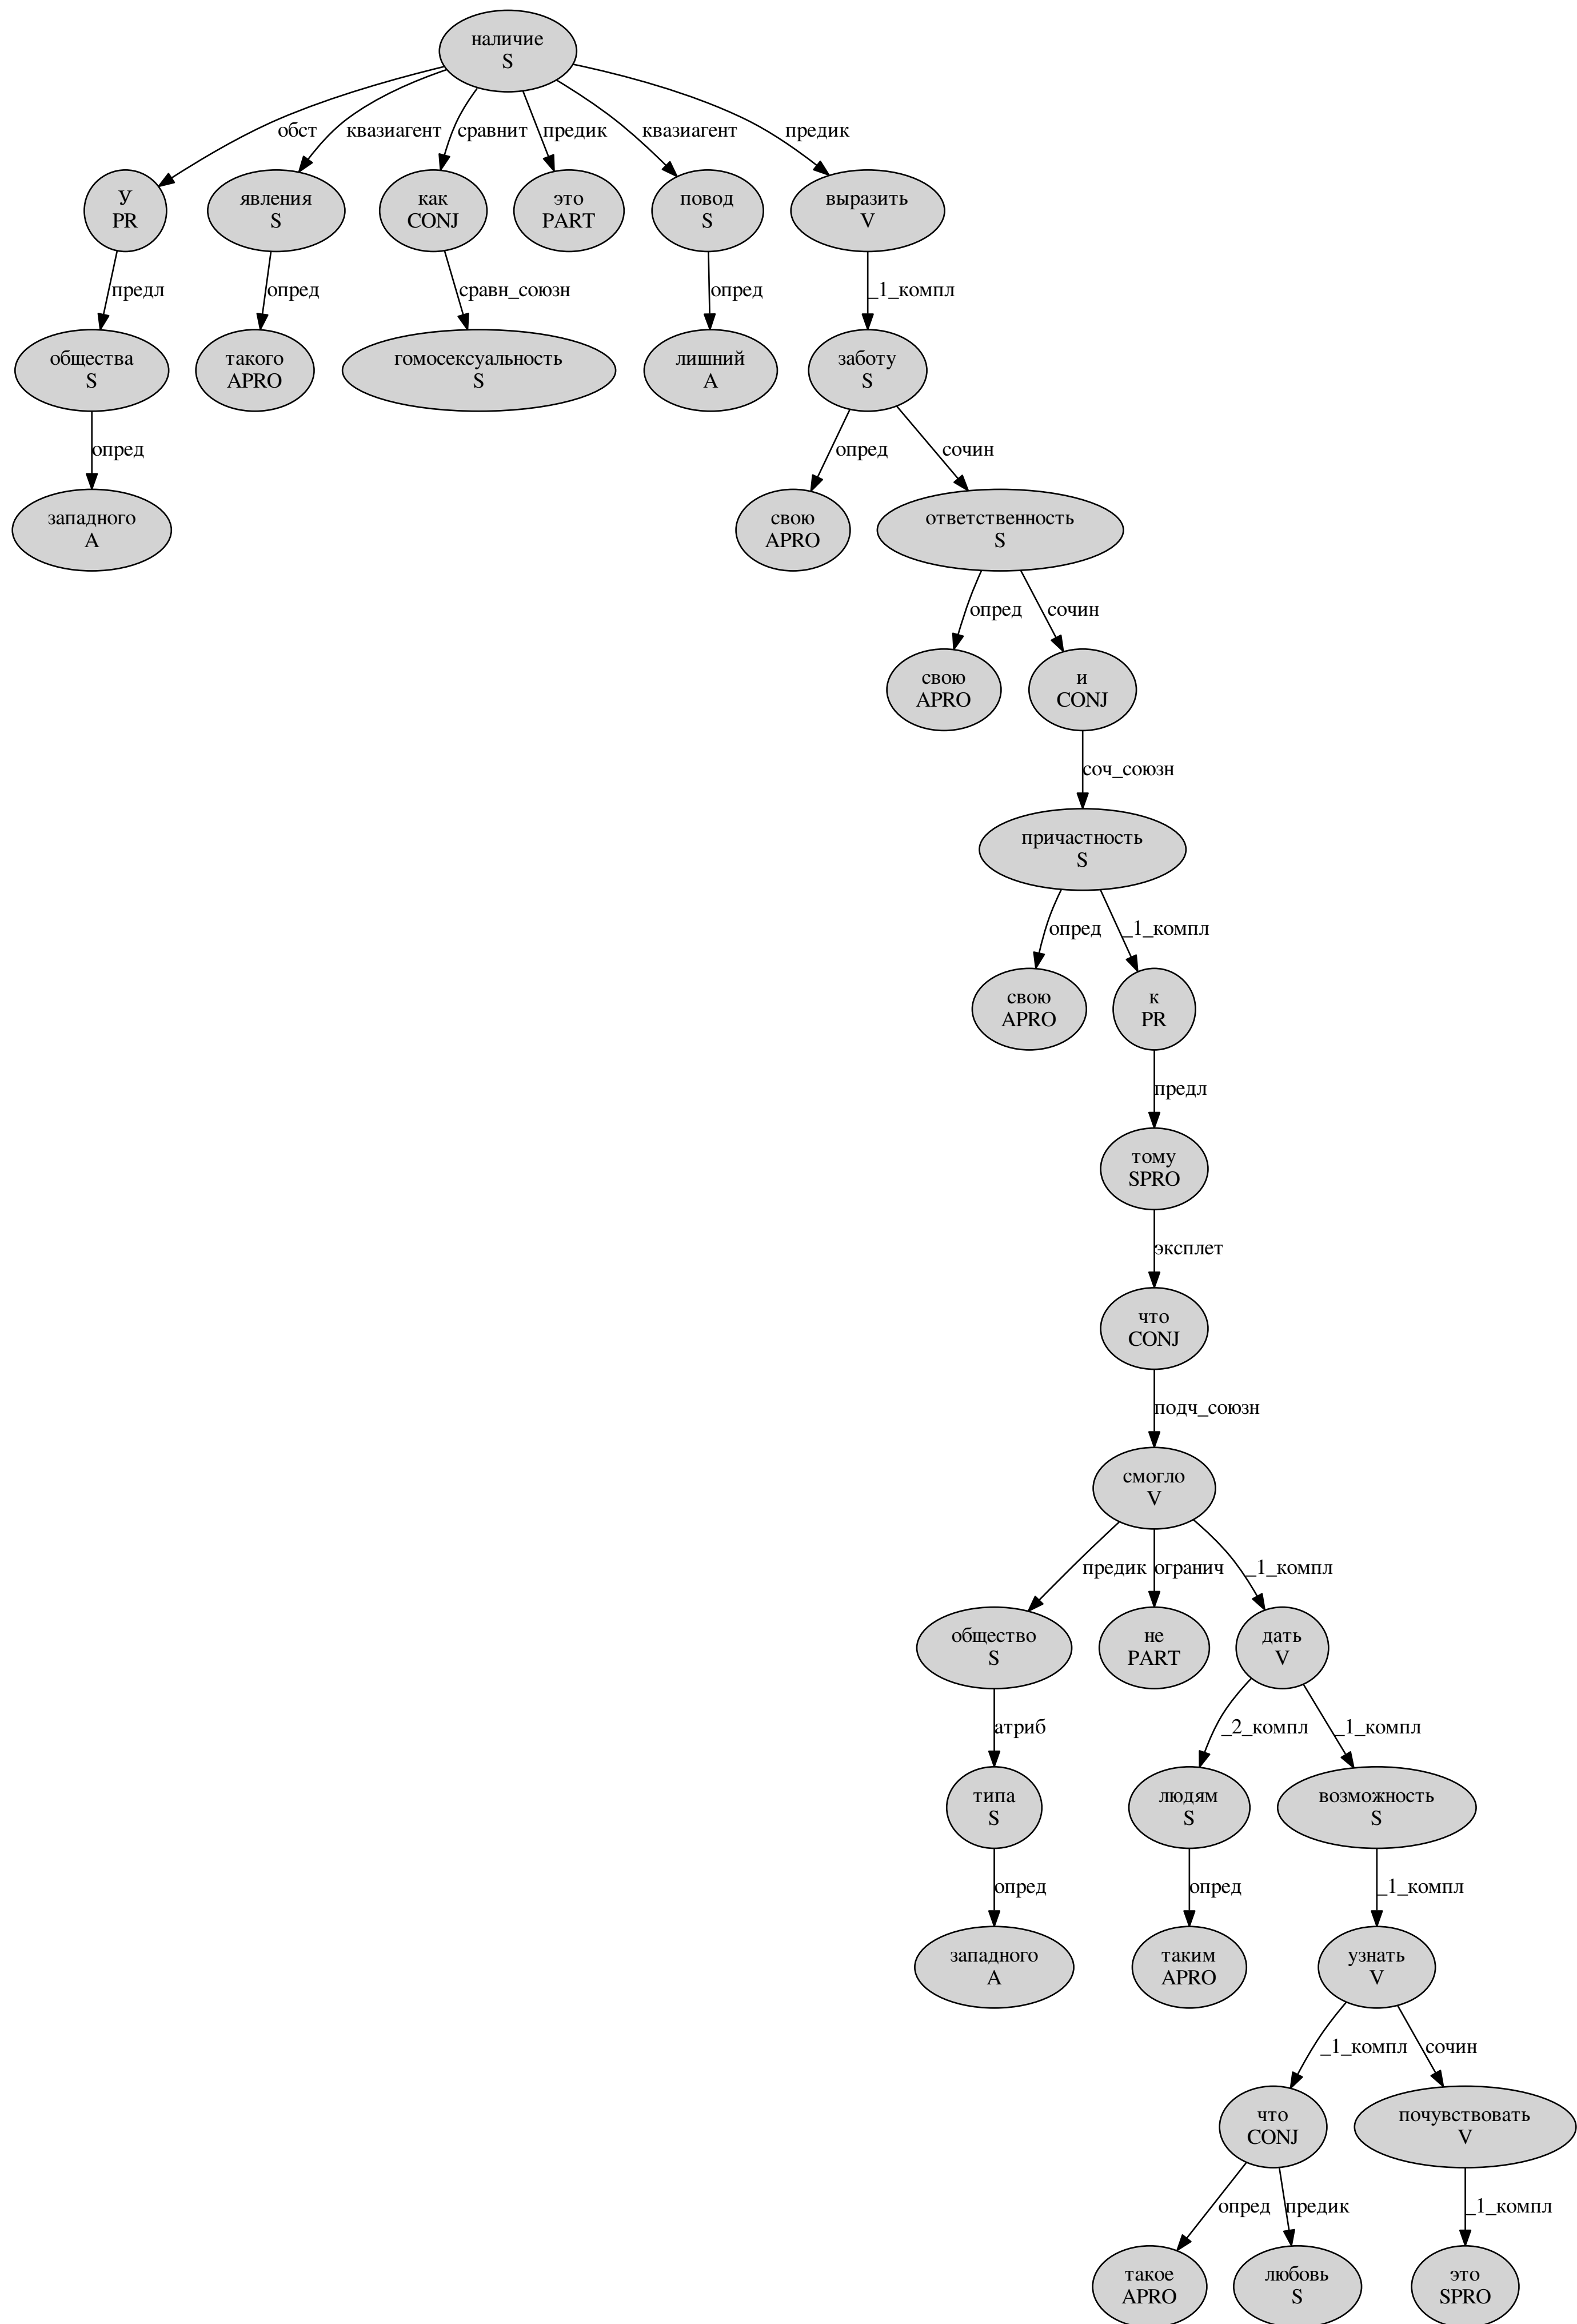 наличие
S
обст
квазиагент
сравнит
предик
квазиагент
предик
У
PR
явления
S
как
CONJ
это
PART
повод
S
выразить
V
предл
опред
сравн_союзн
опред
_1_компл
общества
S
такого
APRO
гомосексуальность
S
лишний
A
заботу
S
опред
опред
сочин
западного
A
свою
APRO
ответственность
S
опред
сочин
свою
APRO
и
CONJ
соч_союзн
причастность
S
опред
_1_компл
свою
APRO
к
PR
предл
тому
SPRO
эксплет
что
CONJ
подч_союзн
смогло
V
предик
огранич
_1_компл
общество
S
не
PART
дать
V
атриб
_2_компл
_1_компл
типа
S
людям
S
возможность
S
опред
опред
_1_компл
западного
A
таким
APRO
узнать
V
_1_компл
сочин
что
CONJ
почувствовать
V
опред
предик
_1_компл
такое
APRO
любовь
S
это
SPRO